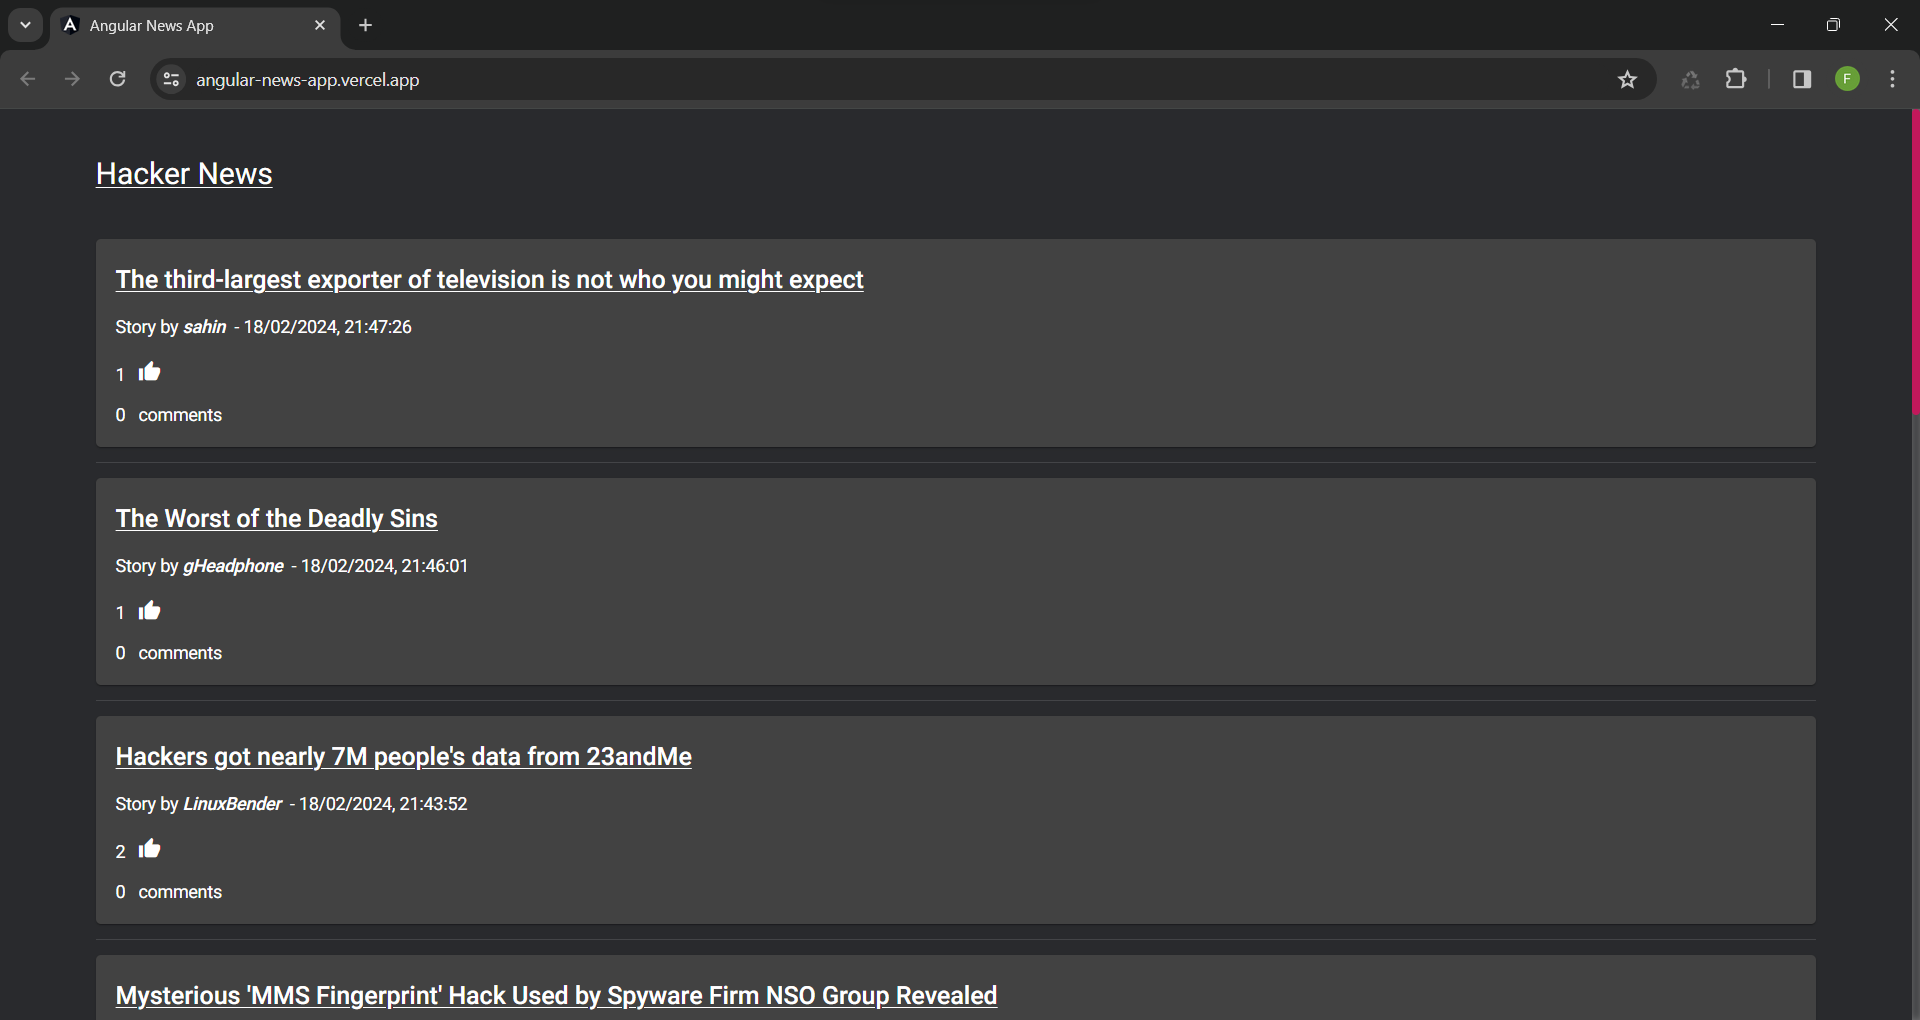 Angular News App
angular-news-app.vercel.app
F
Hacker News
The third-largest exporter of television is not who you might expect
Story by sahin - 18/02/2024, 21:47:26
1
0 comments
The Worst of the Deadly Sins
Story by gHeadphone - 18/02/2024, 21:46:01
1
0 comments
Hackers got nearly 7M people's data from 23andMe
Story by LinuxBender - 18/02/2024, 21:43:52
2
0 comments
Mysterious 'MMS Fingerprint' Hack Used by Spyware Firm NSO Group Revealed